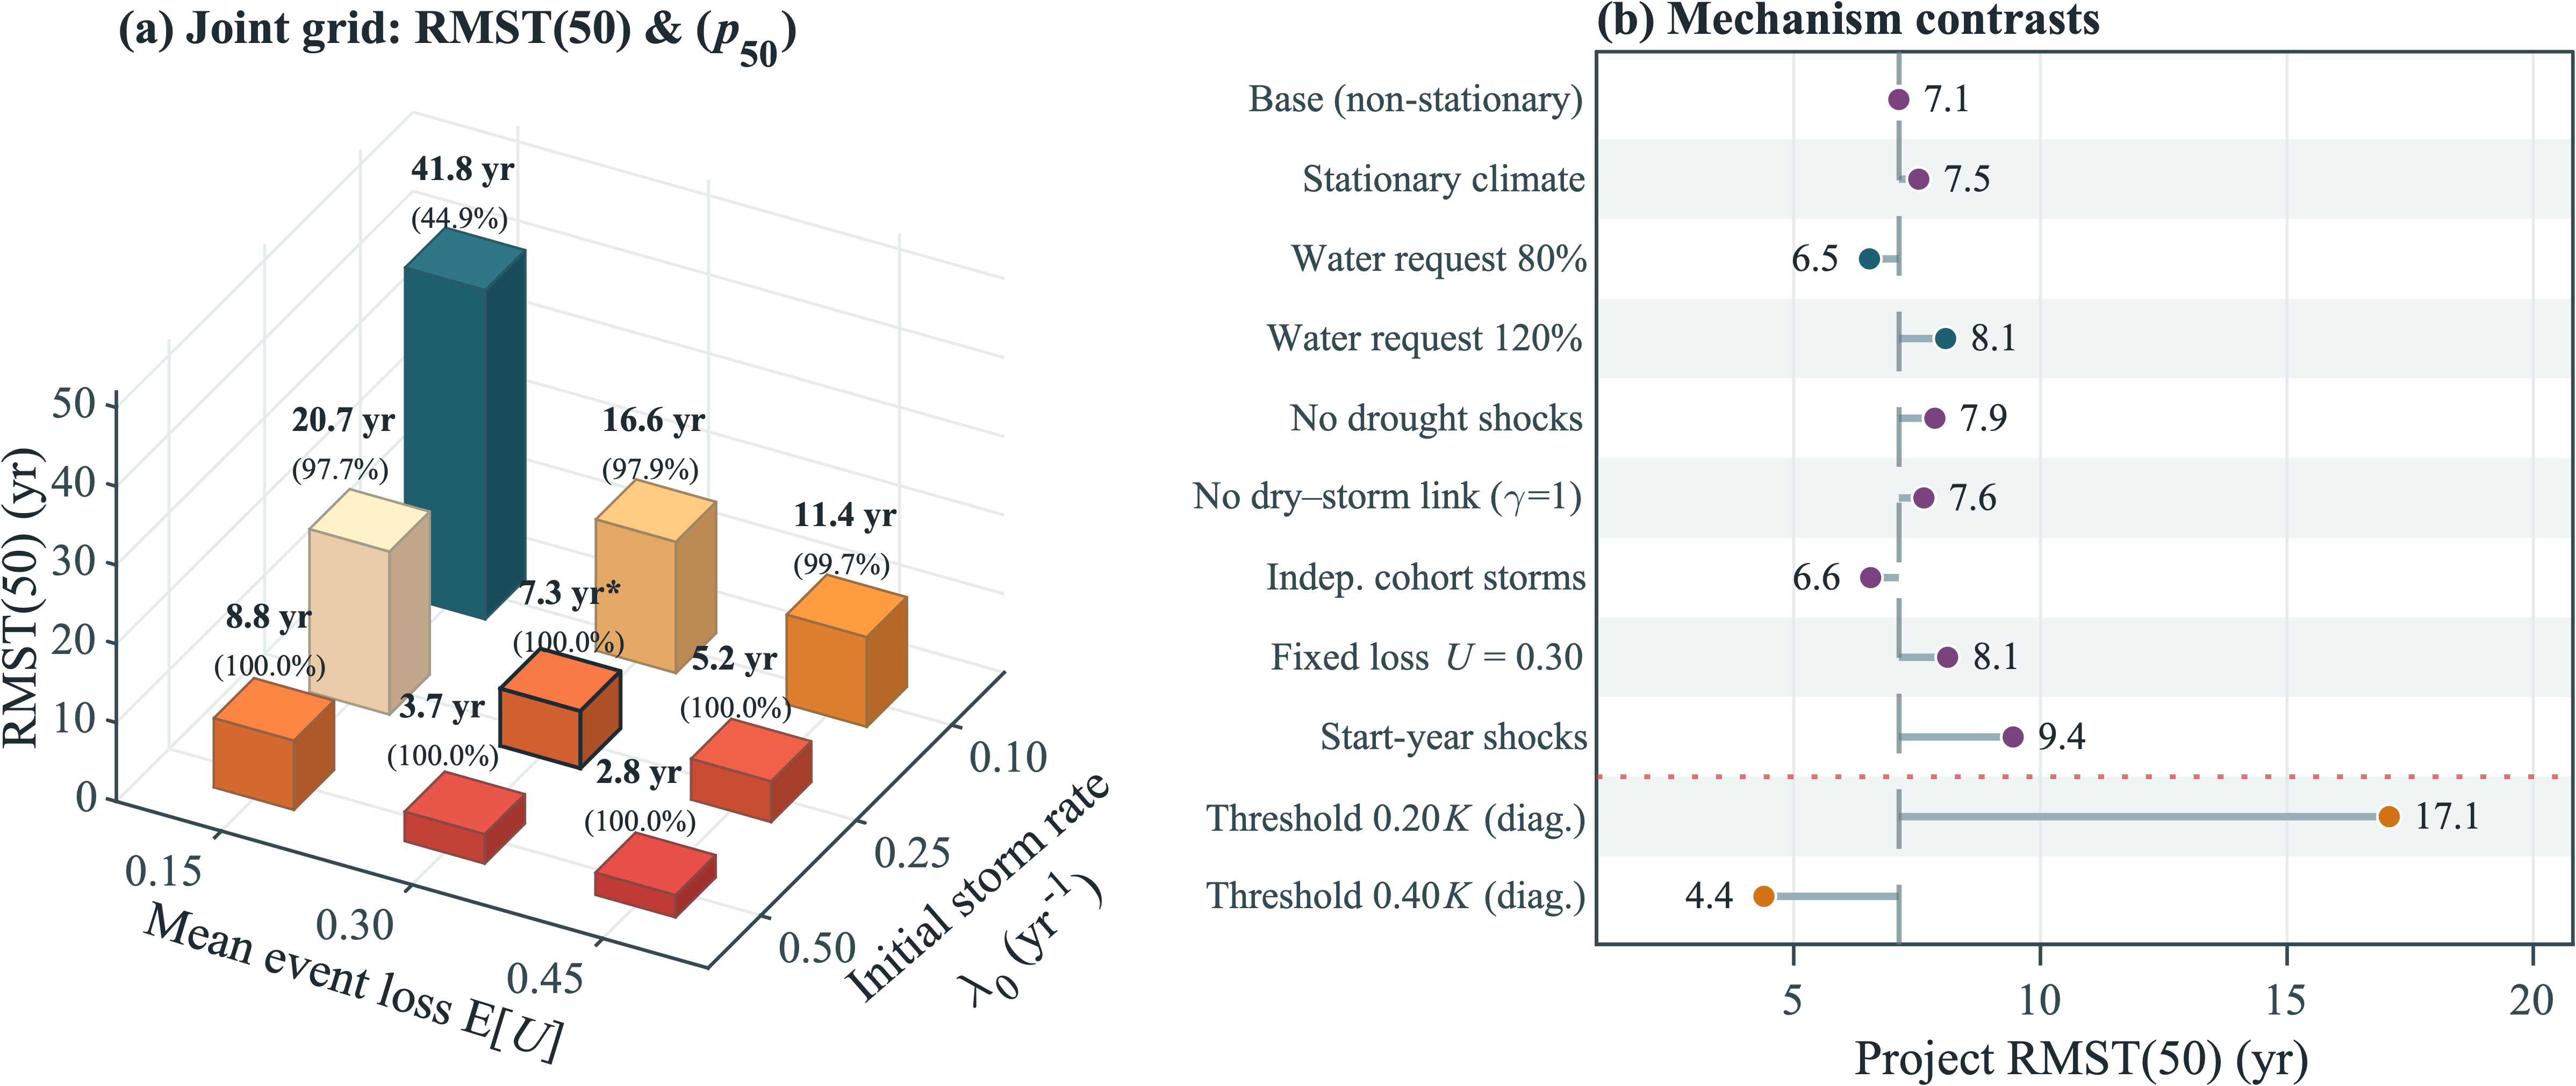 (a) Joint grid: RMST(50) & (p50)
41.8 yr
(44.9%)
20.7 yr
(97.7%)
16.6 yr
(97.9%)
11.4 yr
(99.7%)
8.8 yr
(100.0%)
7.3 yr*
(100.0%)
5.2 yr
(100.0%)
3.7 yr
(100.0%)
2.8 yr
(100.0%)
RMST(50) (yr)
50
40
30
20
10
0
0.15
0.30
0.45
Mean event loss E[U]
0.10
0.25
0.50
Initial storm rate
λ0 (yr-1)
(b) Mechanism contrasts
Base (non-stationary) 7.1
Stationary climate 7.5
Water request 80% 6.5
Water request 120% 8.1
No drought shocks 7.9
No dry–storm link (γ=1) 7.6
Indep. cohort storms 6.6
Fixed loss U = 0.30 8.1
Start-year shocks 9.4
Threshold 0.20K (diag.) 17.1
Threshold 0.40K (diag.) 4.4
5 10 15 20
Project RMST(50) (yr)